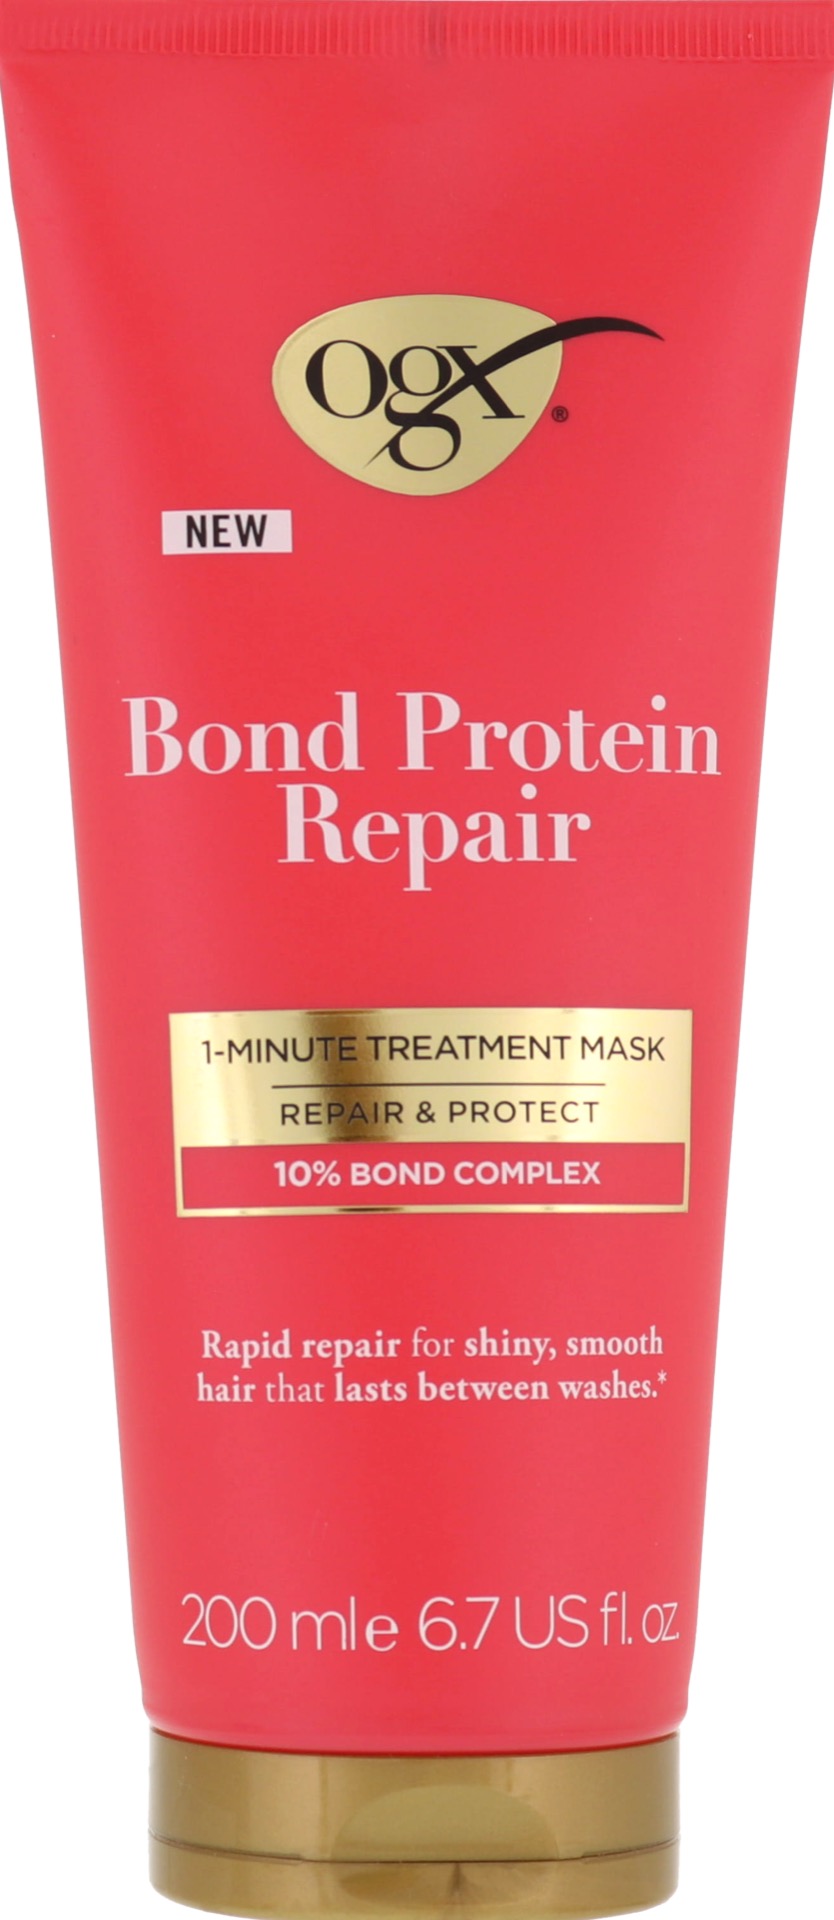 ogx®
NEW
Bond Protein
Repair
1-MINUTE TREATMENT MASK
REPAIR & PROTECT
10% BOND COMPLEX
Rapid repair for shiny, smooth
hair that lasts between washes.*
200 ml e 6.7 US fl. oz.